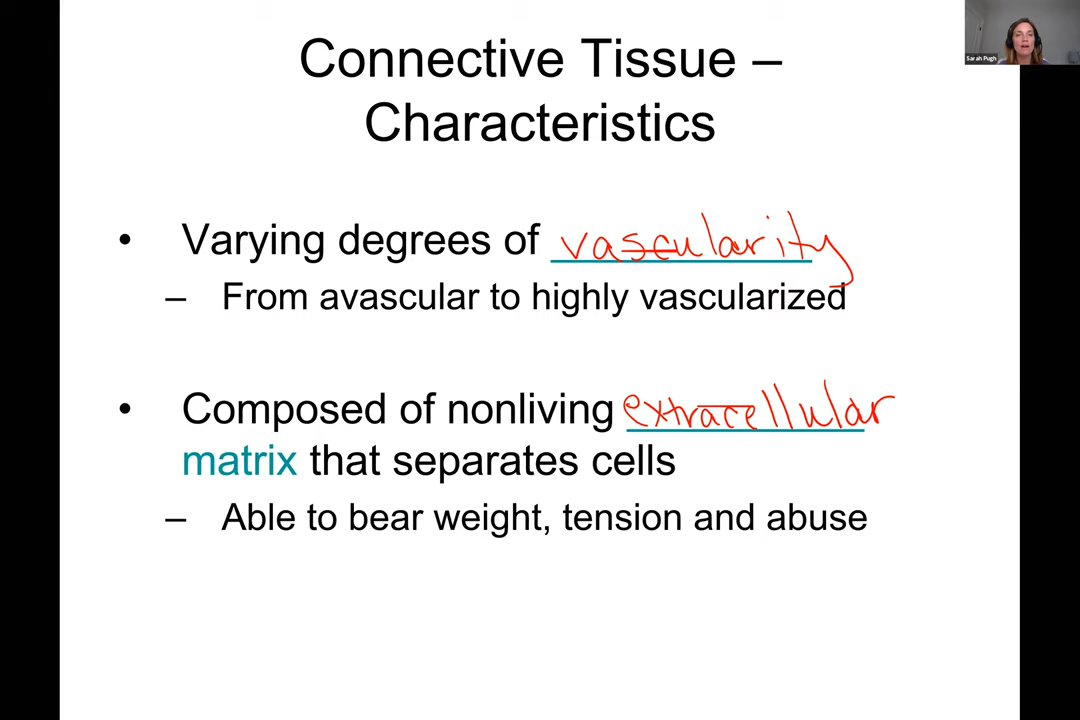 Connective Tissue –
Characteristics
Sarah Pugh
• Varying degrees of vascularity
– From avascular to highly vascularized
• Composed of nonliving extracellular
matrix that separates cells
– Able to bear weight, tension and abuse